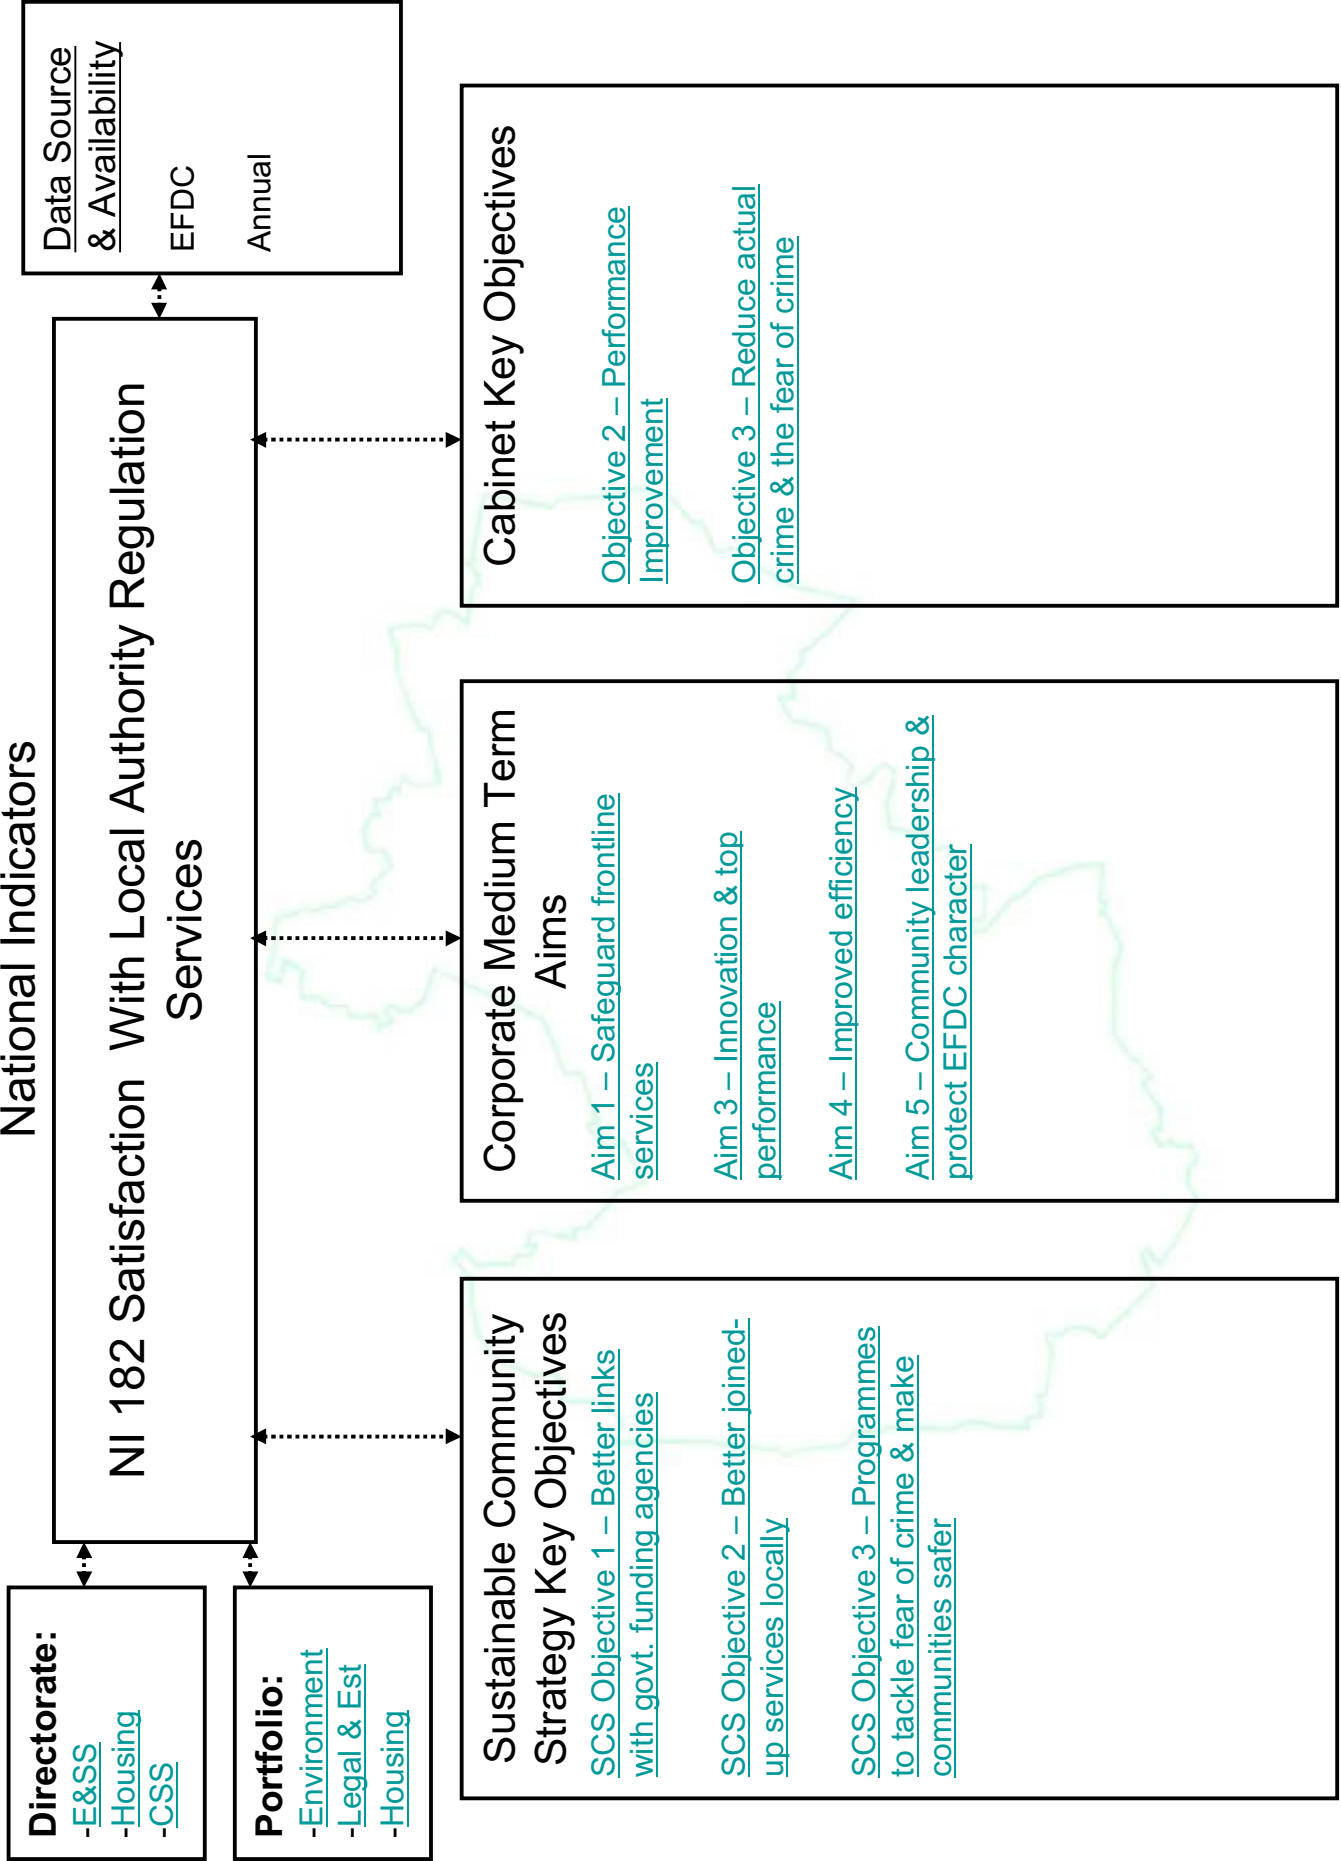 National Indicators
Directorate:
-E&SS
-Housing
-CSS
Portfolio:
-Environment
-Legal & Est
-Housing
NI 182 Satisfaction With Local Authority Regulation
Services
Data Source
& Availability
EFDC
Annual
Sustainable Community
Strategy Key Objectives
SCS Objective 1 – Better links
with govt. funding agencies
SCS Objective 2 – Better joined-
up services locally
SCS Objective 3 – Programmes
to tackle fear of crime & make
communities safer
Corporate Medium Term
Aims
Aim 1 – Safeguard frontline
services
Aim 3 – Innovation & top
performance
Aim 4 – Improved efficiency
Aim 5 – Community leadership &
protect EFDC character
Cabinet Key Objectives
Objective 2 – Performance
Improvement
Objective 3 – Reduce actual
crime & the fear of crime